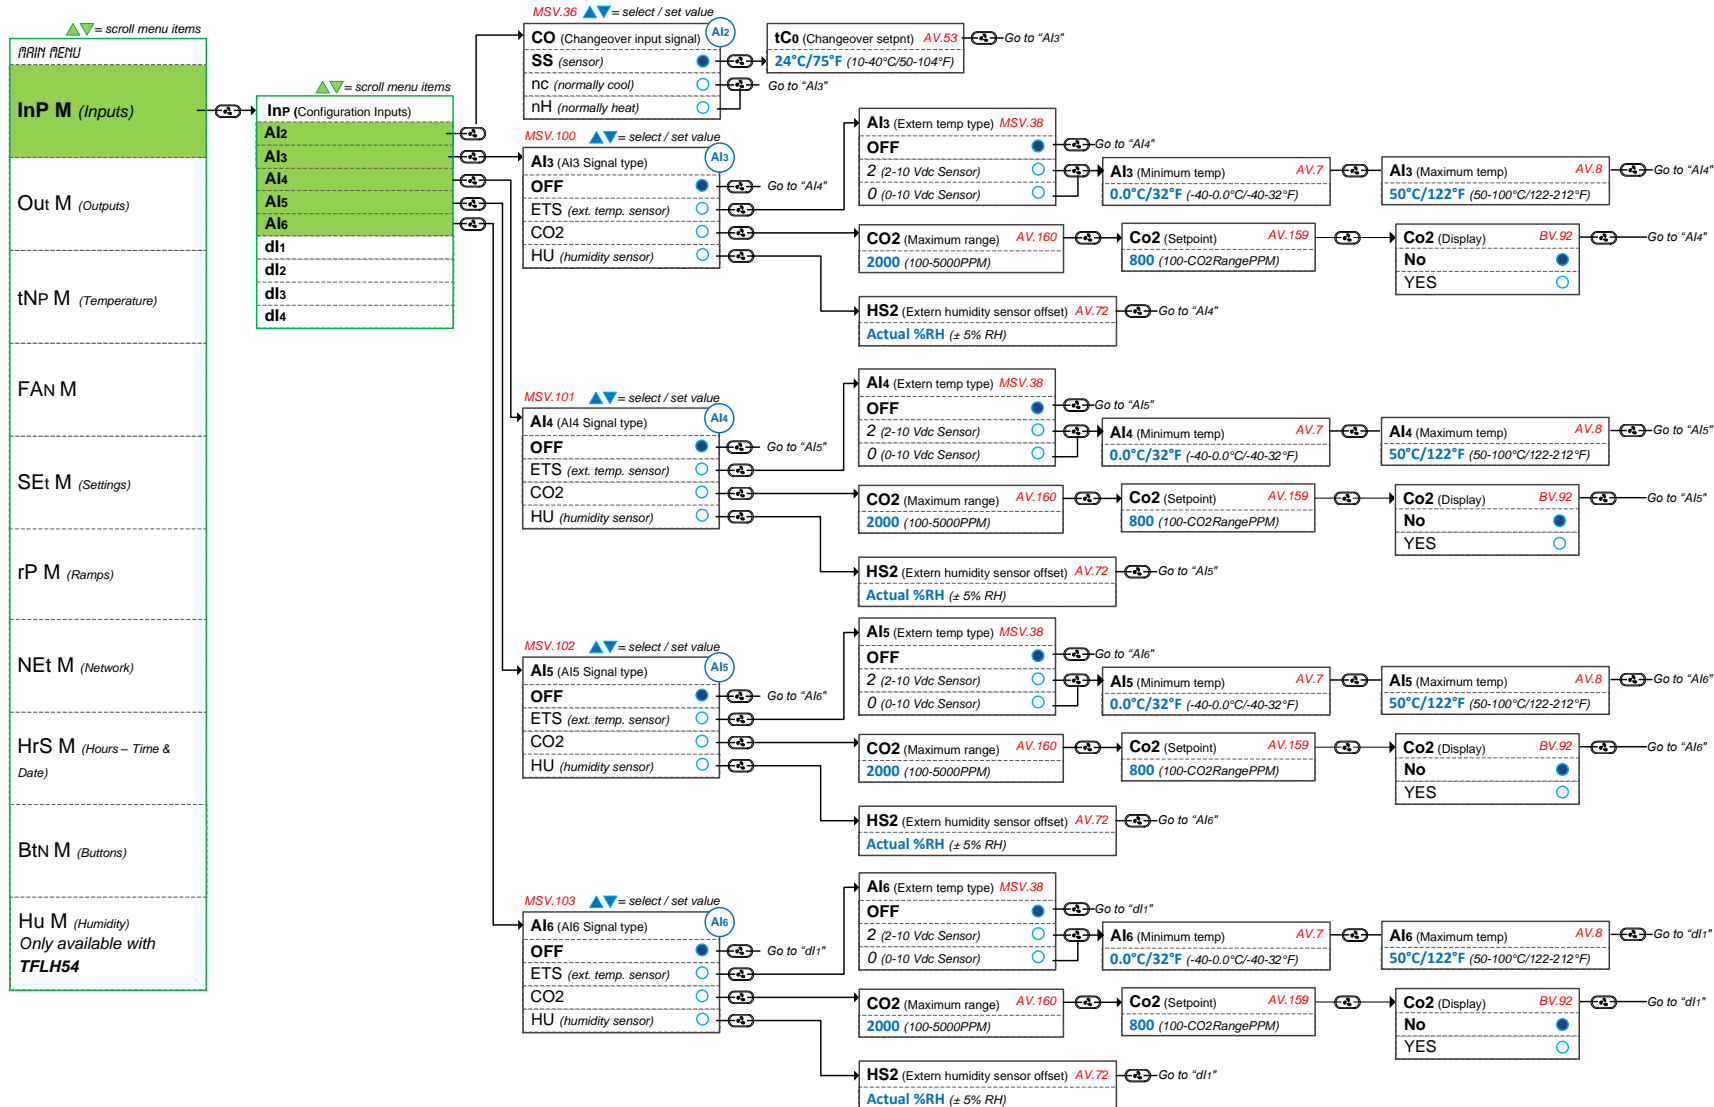 ▲▼= scroll menu items
MAIN MENU
InP M (Inputs)
Out M (Outputs)
tNP M (Temperature)
FAN M
SEt M (Settings)
rP M (Ramps)
NEt M (Network)
HrS M (Hours – Time &
Date)
BtN M (Buttons)
Hu M (Humidity)
Only available with
TFLH54
▲▼= scroll menu items
InP (Configuration Inputs)
AI2
AI3
AI4
AI5
AI6
dI1
dI2
dI3
dI4
MSV.36 ▲▼= select / set value
CO (Changeover input signal) AI2
SS (sensor)
nc (normally cool)
nH (normally heat)
Go to “AI3”
tC0 (Changeover setpnt) AV.53
24°C/75°F (10-40°C/50-104°F)
Go to “AI3”
MSV.100 ▲▼= select / set value
AI3 (AI3 Signal type) AI3
OFF
Go to “AI4”
ETS (ext. temp. sensor)
CO2
HU (humidity sensor)
AI3 (Extern temp type) MSV.38
OFF
Go to “AI4”
2 (2-10 Vdc Sensor)
0 (0-10 Vdc Sensor)
AI3 (Minimum temp) AV.7
0.0°C/32°F (-40-0.0°C/-40-32°F)
AI3 (Maximum temp) AV.8
50°C/122°F (50-100°C/122-212°F)
Go to “AI4”
CO2 (Maximum range) AV.160
2000 (100-5000PPM)
Co2 (Setpoint) AV.159
800 (100-CO2RangePPM)
Co2 (Display) BV.92
No
YES
Go to “AI4”
HS2 (Extern humidity sensor offset) AV.72
Actual %RH (± 5% RH)
Go to “AI4”
MSV.101 ▲▼= select / set value
AI4 (AI4 Signal type) AI4
OFF
Go to “AI5”
ETS (ext. temp. sensor)
CO2
HU (humidity sensor)
AI4 (Extern temp type) MSV.38
OFF
Go to “AI5”
2 (2-10 Vdc Sensor)
0 (0-10 Vdc Sensor)
AI4 (Minimum temp) AV.7
0.0°C/32°F (-40-0.0°C/-40-32°F)
AI4 (Maximum temp) AV.8
50°C/122°F (50-100°C/122-212°F)
Go to “AI5”
CO2 (Maximum range) AV.160
2000 (100-5000PPM)
Co2 (Setpoint) AV.159
800 (100-CO2RangePPM)
Co2 (Display) BV.92
No
YES
Go to “AI5”
HS2 (Extern humidity sensor offset) AV.72
Actual %RH (± 5% RH)
Go to “AI5”
MSV.102 ▲▼= select / set value
AI5 (AI5 Signal type) AI5
OFF
Go to “AI6”
ETS (ext. temp. sensor)
CO2
HU (humidity sensor)
AI5 (Extern temp type) MSV.38
OFF
Go to “AI6”
2 (2-10 Vdc Sensor)
0 (0-10 Vdc Sensor)
AI5 (Minimum temp) AV.7
0.0°C/32°F (-40-0.0°C/-40-32°F)
AI5 (Maximum temp) AV.8
50°C/122°F (50-100°C/122-212°F)
Go to “AI6”
CO2 (Maximum range) AV.160
2000 (100-5000PPM)
Co2 (Setpoint) AV.159
800 (100-CO2RangePPM)
Co2 (Display) BV.92
No
YES
Go to “AI6”
HS2 (Extern humidity sensor offset) AV.72
Actual %RH (± 5% RH)
Go to “AI6”
MSV.103 ▲▼= select / set value
AI6 (AI6 Signal type) AI6
OFF
Go to “dI1”
ETS (ext. temp. sensor)
CO2
HU (humidity sensor)
AI6 (Extern temp type) MSV.38
OFF
Go to “dI1”
2 (2-10 Vdc Sensor)
0 (0-10 Vdc Sensor)
AI6 (Minimum temp) AV.7
0.0°C/32°F (-40-0.0°C/-40-32°F)
AI6 (Maximum temp) AV.8
50°C/122°F (50-100°C/122-212°F)
Go to “dI1”
CO2 (Maximum range) AV.160
2000 (100-5000PPM)
Co2 (Setpoint) AV.159
800 (100-CO2RangePPM)
Co2 (Display) BV.92
No
YES
Go to “dI1”
HS2 (Extern humidity sensor offset) AV.72
Actual %RH (± 5% RH)
Go to “dI1”